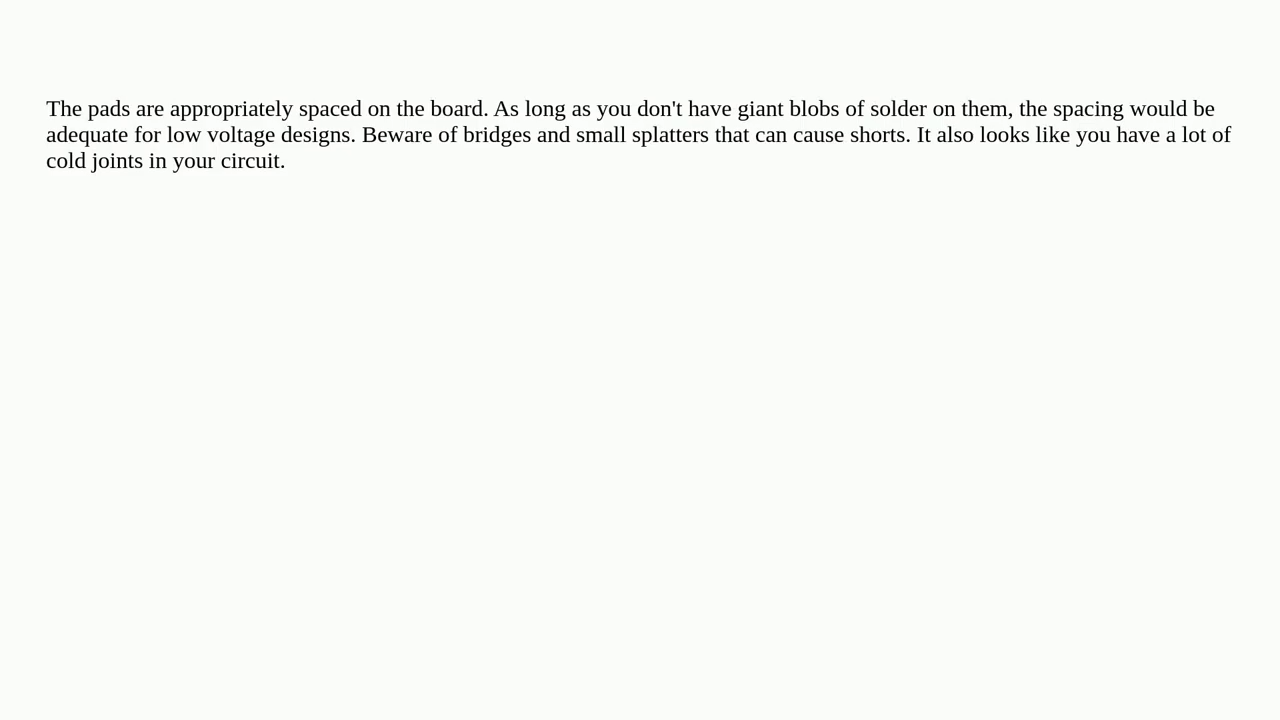 The pads are appropriately spaced on the board. As long as you don't have giant blobs of solder on them, the spacing would be
adequate for low voltage designs. Beware of bridges and small splatters that can cause shorts. It also looks like you have a lot of
cold joints in your circuit.